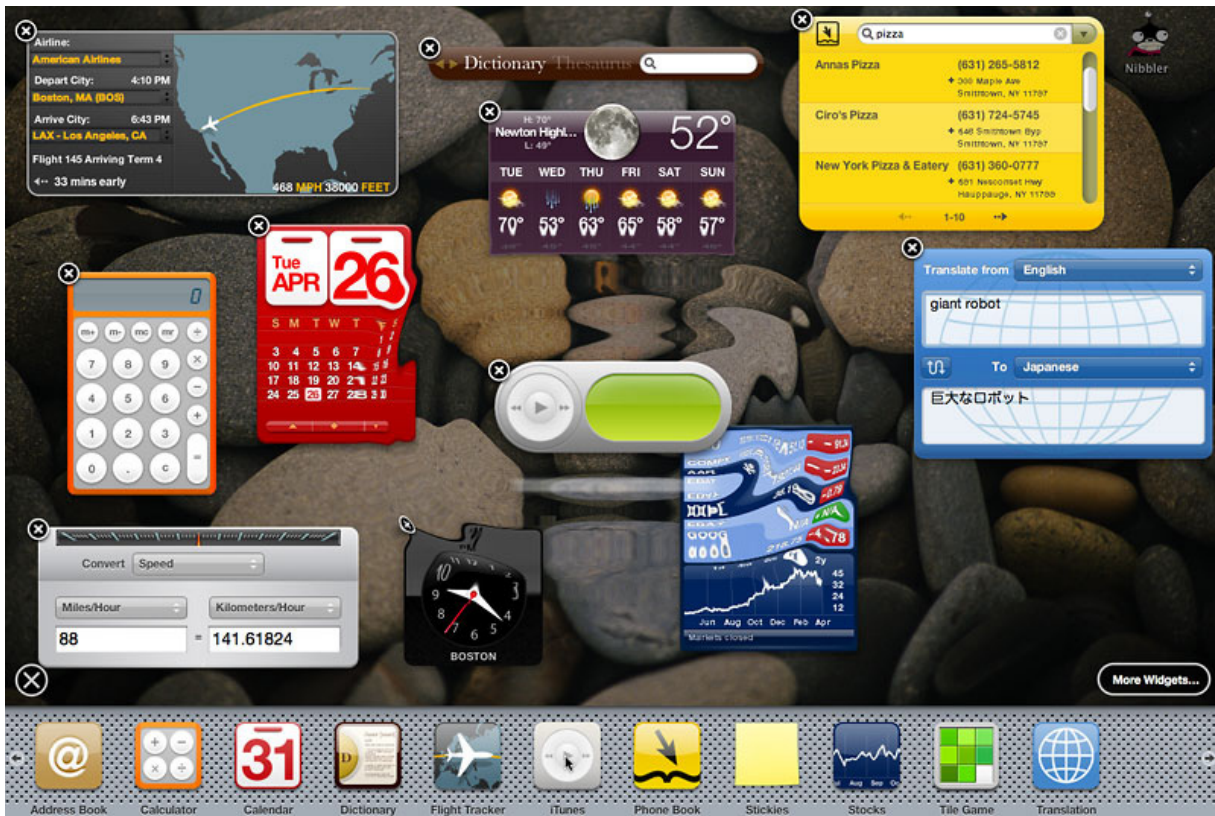 Airline:
American Airlines
Depart City: 4:10 PM
Boston, MA (BOS)
Arrive City: 6:43 PM
LAX - Los Angeles, CA
Flight 145 Arriving Term 4
33 mins early
468 MPH 38000 FEET
Dictionary Thesaurus
H: 70°
Newton Highl...
L: 49°
52°
TUE WED THU FRI SAT SUN
70° 53° 63° 65° 58° 57°
pizza
Annas Pizza (631) 265-5812
300 Maple Ave
Smithtown, NY 11787
Ciro's Pizza (631) 724-5745
646 Smithtown Byp
Smithtown, NY 11787
New York Pizza & Eatery (631) 360-0777
691 Nesconset Hwy
Hauppauge, NY 11788
1-10
Nibbler
0
m+ m- mc mr ÷
7 8 9 ×
4 5 6 −
+
1 2 3
0 . c =
Tue
APR
26
S M T W T F S
3 4 5 6 7
10 11 12 13 14
17 18 19 20
24 25 26 27
Translate from English
giant robot
To Japanese
巨大なロボット
Convert Speed
Miles/Hour Kilometers/Hour
88 = 141.61824
BOSTON
GOOG
2y
45
32
24
12
Jun Aug Oct Dec Feb Apr
Markets closed
More Widgets...
31
Address Book Calculator Calendar Dictionary Flight Tracker iTunes Phone Book Stickies Stocks Tile Game Translation